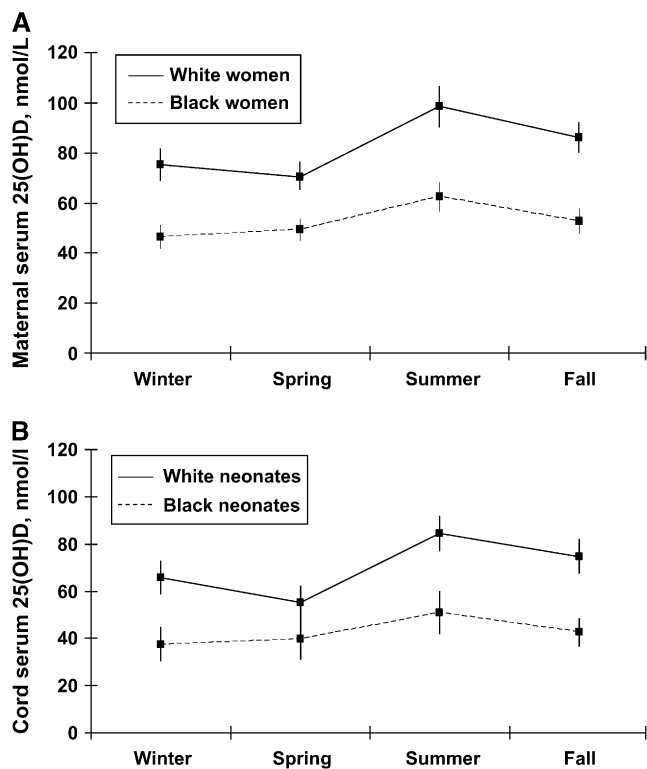 A
Maternal serum 25(OH)D, nmol/L
120
100
80
60
40
20
0
White women
Black women
Winter
Spring
Summer
Fall
B
Cord serum 25(OH)D, nmol/l
120
100
80
60
40
20
0
White neonates
Black neonates
Winter
Spring
Summer
Fall